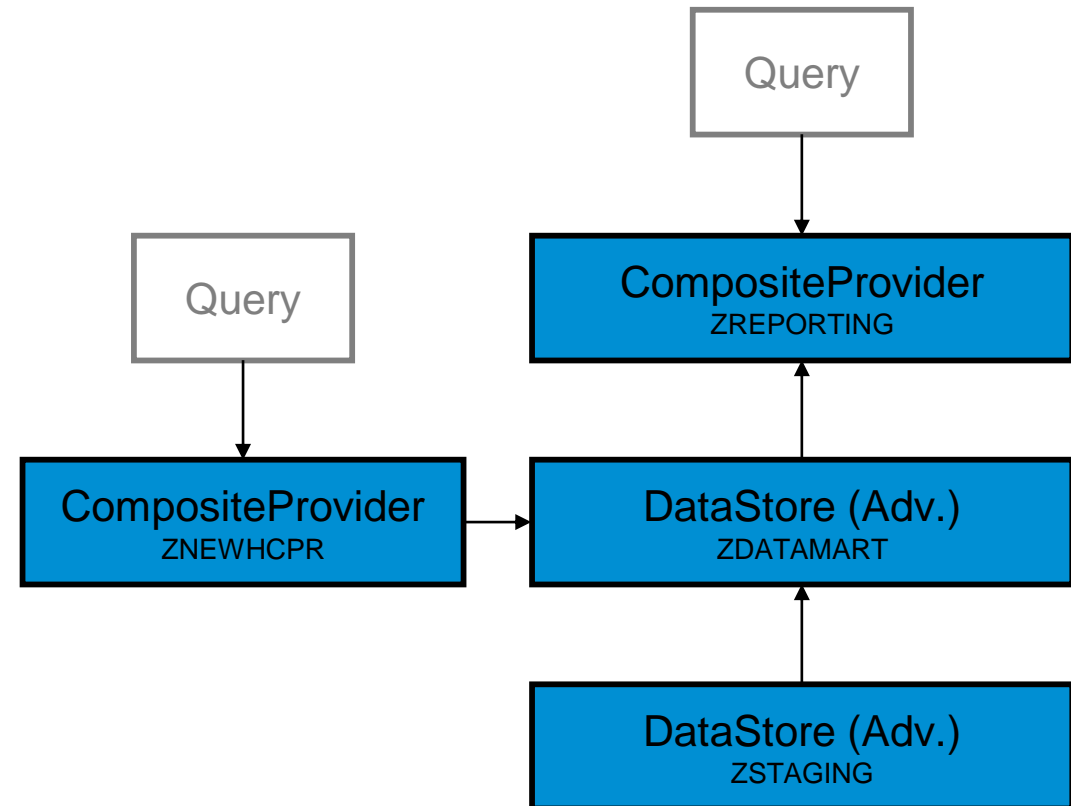 Query
CompositeProvider
ZREPORTING
Query
CompositeProvider
ZNEWHCPR
DataStore (Adv.)
ZDATAMART
DataStore (Adv.)
ZSTAGING